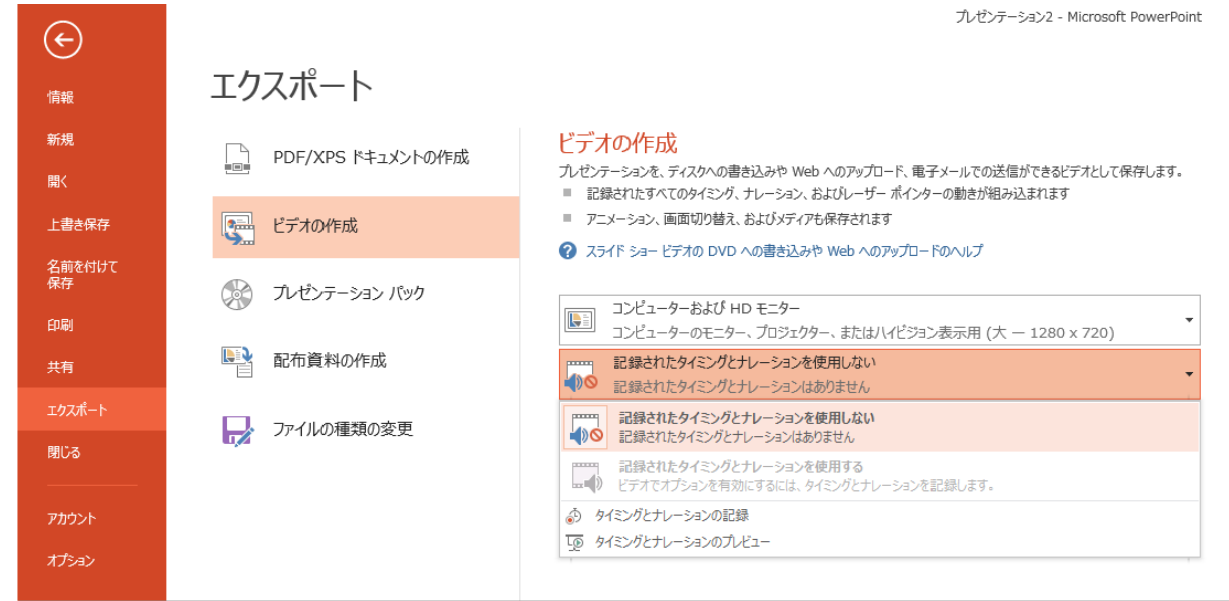 プレゼンテーション2 - Microsoft PowerPoint
情報
新規
開く
上書き保存
名前を付けて
保存
印刷
共有
エクスポート
閉じる
アカウント
オプション
エクスポート
PDF/XPS ドキュメントの作成
ビデオの作成
プレゼンテーション パック
配布資料の作成
ファイルの種類の変更
ビデオの作成
プレゼンテーションを、ディスクへの書き込みや Web へのアップロード、電子メールでの送信ができるビデオとして保存します。
記録されたすべてのタイミング、ナレーション、およびレーザー ポインターの動きが組み込まれます
アニメーション、画面切り替え、およびメディアも保存されます
スライド ショー ビデオの DVD への書き込みや Web へのアップロードのヘルプ
コンピューターおよび HD モニター
コンピューターのモニター、プロジェクター、またはハイビジョン表示用 (大 — 1280 x 720)
記録されたタイミングとナレーションを使用しない
記録されたタイミングとナレーションはありません
記録されたタイミングとナレーションを使用しない
記録されたタイミングとナレーションはありません
記録されたタイミングとナレーションを使用する
ビデオでオプションを有効にするには、タイミングとナレーションを記録します。
タイミングとナレーションの記録
タイミングとナレーションのプレビュー